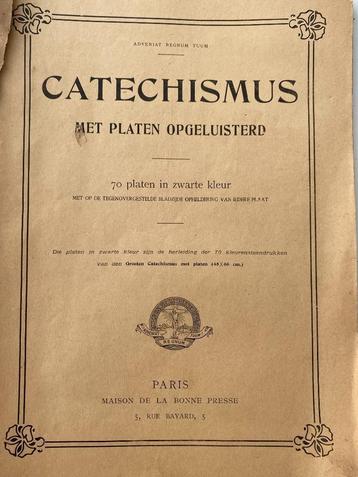 ADVENIAT REGNUM TUUM
CATECHISMUS
MET PLATEN OPGELUISTERD
70 platen in zwarte kleur
MET OP DE TEGENOVERGESTELDE BLADZIJDE OPHELDERING VAN IEDERE PLAAT
Die platen in zwarte kleur zijn de herleiding der 70 kleurensteendrukken
van den Grooten Catechismus met platen (48×66 cm.)
PARIS
MAISON DE LA BONNE PRESSE
5, RUE BAYARD, 5